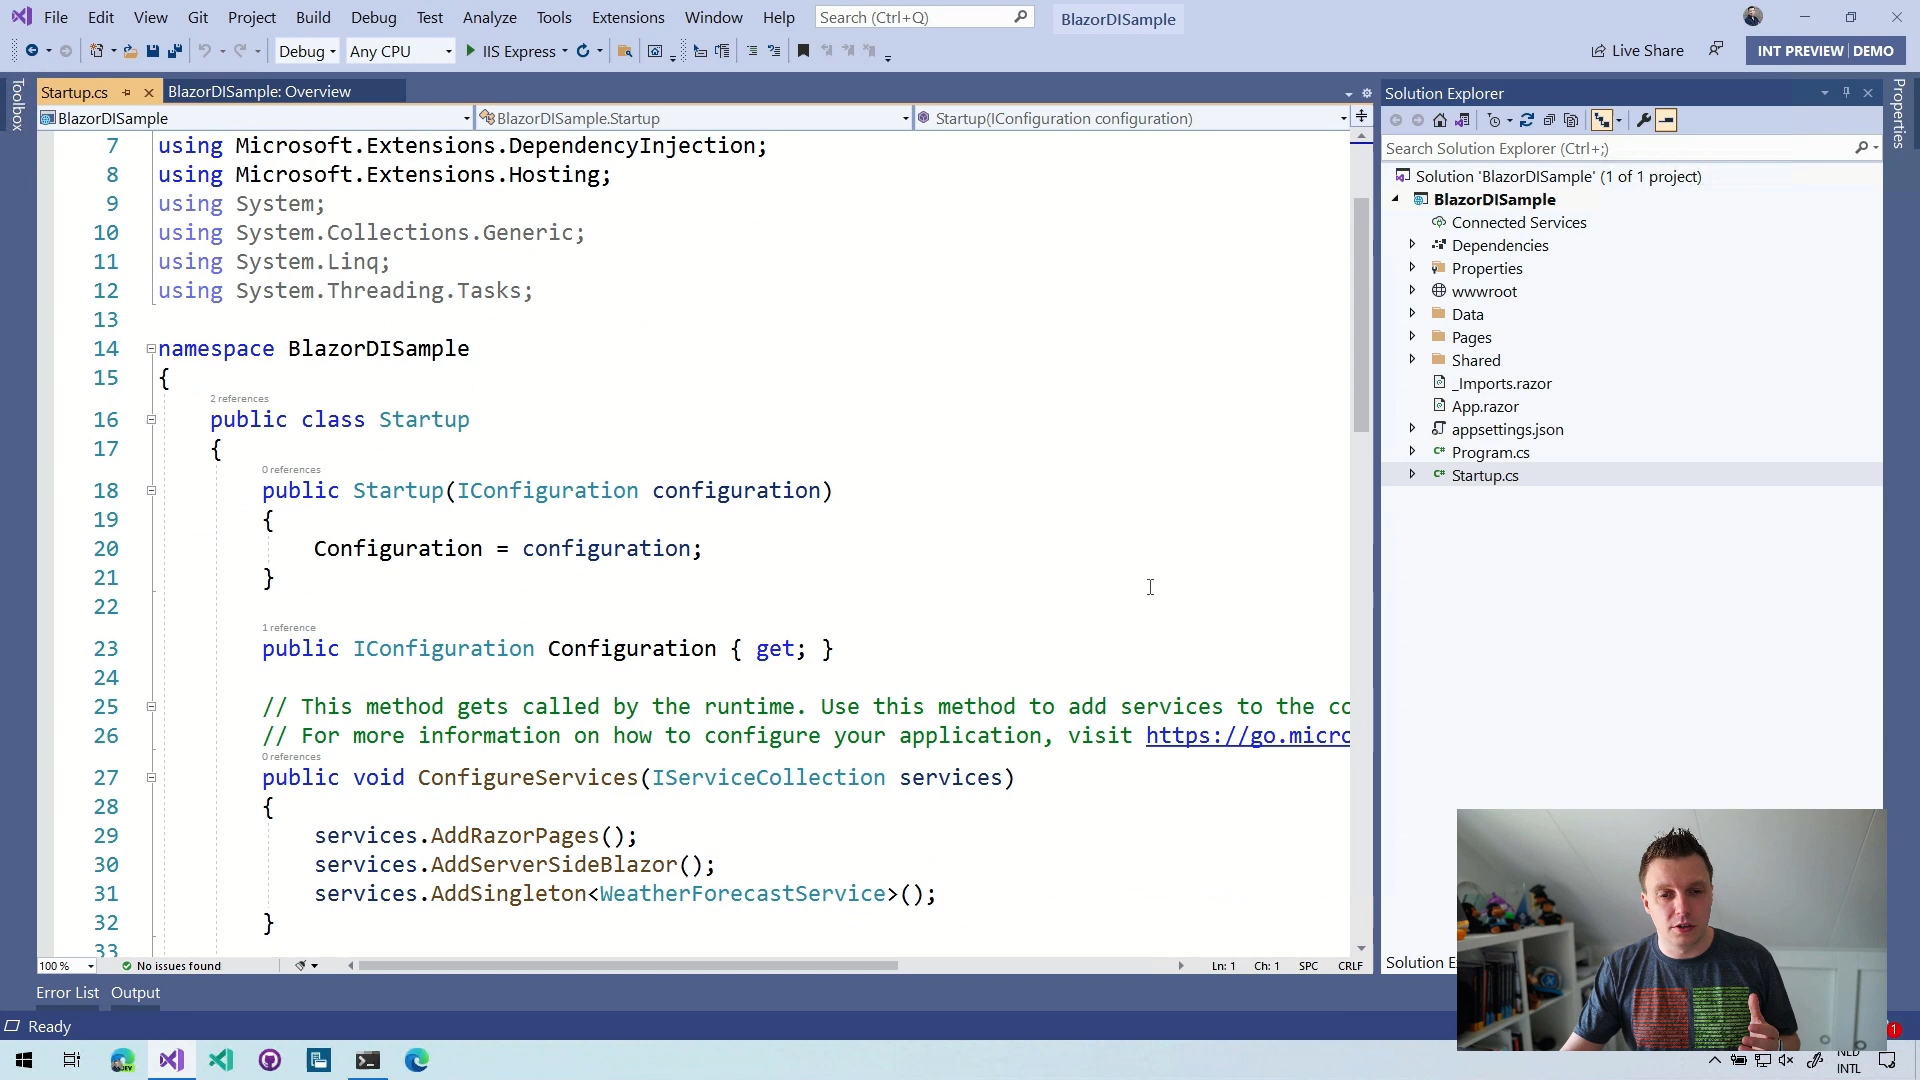 File Edit View Git Project Build Debug Test Analyze Tools Extensions Window Help Search (Ctrl+Q) BlazorDISample
Debug Any CPU IIS Express Live Share INT PREVIEW DEMO
Toolbox
Startup.cs BlazorDISample: Overview
BlazorDISample BlazorDISample.Startup Startup(IConfiguration configuration)
7 using Microsoft.Extensions.DependencyInjection;
8 using Microsoft.Extensions.Hosting;
9 using System;
10 using System.Collections.Generic;
11 using System.Linq;
12 using System.Threading.Tasks;
13
14 namespace BlazorDISample
15 {
2 references
16 public class Startup
17 {
0 references
18 public Startup(IConfiguration configuration)
19 {
20 Configuration = configuration;
21 }
22
1 reference
23 public IConfiguration Configuration { get; }
24
25 // This method gets called by the runtime. Use this method to add services to the co
26 // For more information on how to configure your application, visit https://go.micro
0 references
27 public void ConfigureServices(IServiceCollection services)
28 {
29 services.AddRazorPages();
30 services.AddServerSideBlazor();
31 services.AddSingleton<WeatherForecastService>();
32 }
33
100 % No issues found Ln: 1 Ch: 1 SPC CRLF
Solution Explorer
Search Solution Explorer (Ctrl+;)
Solution 'BlazorDISample' (1 of 1 project)
BlazorDISample
Connected Services
Dependencies
Properties
wwwroot
Data
Pages
Shared
_Imports.razor
App.razor
appsettings.json
Program.cs
Startup.cs
Solution E
Properties
Error List Output
Ready
1
DEV
NLD
INTL